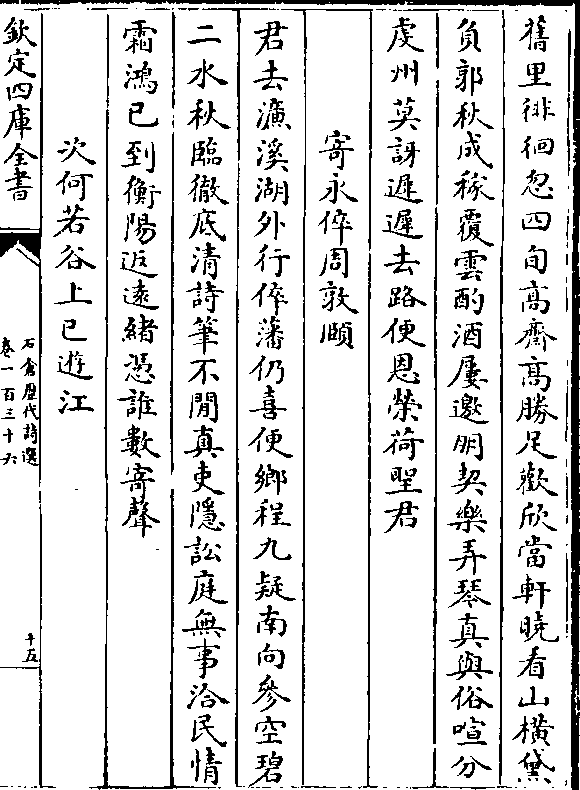 舊里徘徊忽四旬髙齋髙勝足歡欣當軒曉看山横黛
負郭秋成稼覆雲酌酒屢邀朋契樂弄琴真與俗喧分
虔州莫訝遲遲去路便恩榮荷聖君
寄永倅周敦頤
君去濂溪湖外行倅藩仍喜便鄉程九疑南向參空碧
二水秋臨徹底清詩筆不閒真吏隱訟庭無事洽民情
霜鴻已到衡陽返逺緒憑誰數寄聲
次何若谷上巳遊江
欽定四庫全書
石倉歴代詩選
卷一百三十六
十五